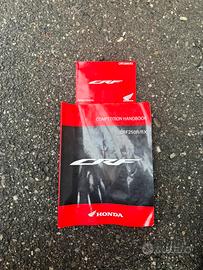 CRF
COMPETITION HANDBOOK
CRF250R/RX
CRF
HONDA